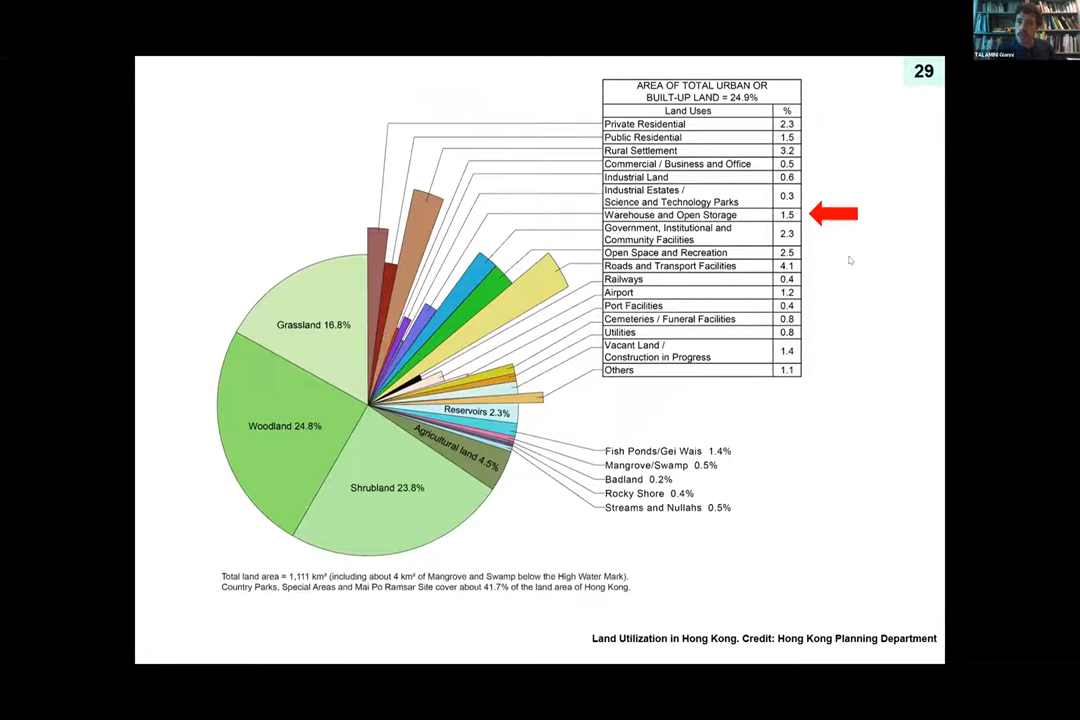 TALAMINI Gianni
29
AREA OF TOTAL URBAN OR
BUILT-UP LAND = 24.9%
Land Uses %
Private Residential 2.3
Public Residential 1.5
Rural Settlement 3.2
Commercial / Business and Office 0.5
Industrial Land 0.6
Industrial Estates /
Science and Technology Parks 0.3
Warehouse and Open Storage 1.5
Government, Institutional and
Community Facilities 2.3
Open Space and Recreation 2.5
Roads and Transport Facilities 4.1
Railways 0.4
Airport 1.2
Port Facilities 0.4
Cemeteries / Funeral Facilities 0.8
Utilities 0.8
Vacant Land /
Construction in Progress 1.4
Others 1.1
Grassland 16.8%
Woodland 24.8%
Shrubland 23.8%
Reservoirs 2.3%
Agricultural land 4.5%
Fish Ponds/Gei Wais 1.4%
Mangrove/Swamp 0.5%
Badland 0.2%
Rocky Shore 0.4%
Streams and Nullahs 0.5%
Total land area = 1,111 km² (including about 4 km² of Mangrove and Swamp below the High Water Mark).
Country Parks, Special Areas and Mai Po Ramsar Site cover about 41.7% of the land area of Hong Kong.
Land Utilization in Hong Kong. Credit: Hong Kong Planning Department